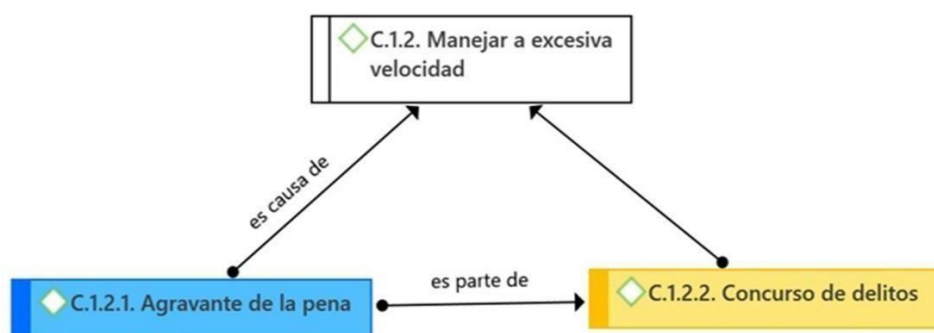 C.1.2. Manejar a excesiva
velocidad
es causa de
C.1.2.1. Agravante de la pena
es parte de
C.1.2.2. Concurso de delitos